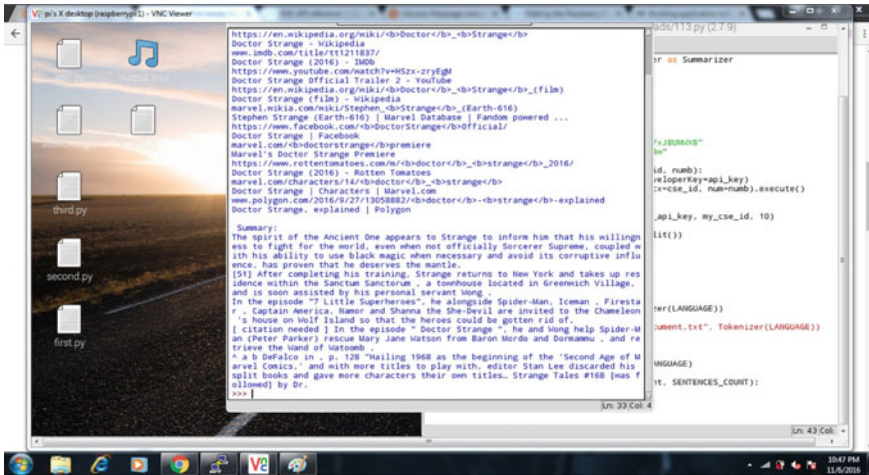 pi's X desktop (raspberrypi:1) - VNC Viewer
ads/113.py (2.7.9)
https://en.wikipedia.org/wiki/<b>Doctor</b>_<b>Strange</b>
Doctor Strange - Wikipedia
www.imdb.com/title/tt1211837/
Doctor Strange (2016) - IMDb
https://www.youtube.com/watch?v=HSzx-zryEgM
Doctor Strange Official Trailer 2 - YouTube
https://en.wikipedia.org/wiki/<b>Doctor</b>_<b>Strange</b>_(film)
Doctor Strange (film) - Wikipedia
marvel.wikia.com/wiki/Stephen_<b>Strange</b>_(Earth-616)
Stephen Strange (Earth-616) | Marvel Database | Fandom powered ...
https://www.facebook.com/<b>DoctorStrange</b>Official/
Doctor Strange | Facebook
marvel.com/<b>doctorstrange</b>premiere
Marvel's Doctor Strange Premiere
https://www.rottentomatoes.com/m/<b>doctor</b>_<b>strange</b>_2016/
Doctor Strange (2016) - Rotten Tomatoes
marvel.com/characters/14/<b>doctor</b>_<b>strange</b>
Doctor Strange | Characters | Marvel.com
www.polygon.com/2016/9/27/13058882/<b>doctor</b>-<b>strange</b>-explained
Doctor Strange, explained | Polygon
Summary:
The spirit of the Ancient One appears to Strange to inform him that his willingn
ess to fight for the world, even when not officially Sorcerer Supreme, coupled w
ith his ability to use black magic when necessary and avoid its corruptive influ
ence, has proven that he deserves the mantle.
[51] After completing his training, Strange returns to New York and takes up res
idence within the Sanctum Sanctorum , a townhouse located in Greenwich Village,
and is soon assisted by his personal servant Wong .
In the episode "7 Little Superheroes", he alongside Spider-Man, Iceman , Firesta
r , Captain America, Namor and Shanna the She-Devil are invited to the Chameleon
's house on Wolf Island so that the heroes could be gotten rid of.
[ citation needed ] In the episode " Doctor Strange ", he and Wong help Spider-M
an (Peter Parker) rescue Mary Jane Watson from Baron Mordo and Dormammu , and re
trieve the Wand of Watoomb .
^ a b DeFalco in , p. 128 "Hailing 1968 as the beginning of the 'Second Age of M
arvel Comics,' and with more titles to play with, editor Stan Lee discarded his
split books and gave more characters their own titles… Strange Tales #168 [was f
ollowed] by Dr.
>>>
Ln: 33 Col: 4
er as Summarizer
id, numb):
veloperKey=api_key)
cx=cse_id, num=numb).execute()
_api_key, my_cse_id, 10)
lit())
zer(LANGUAGE))
cument.txt", Tokenizer(LANGUAGE))
ANGUAGE)
nt, SENTENCES_COUNT):
Ln: 43 Col:
third.py
second.py
first.py
10:47 PM
11/6/2016